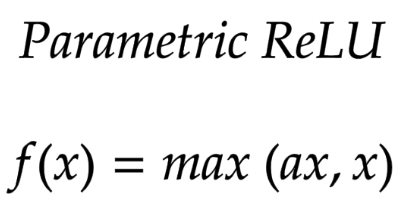 Parametric ReLU
f(x) = max (ax, x)